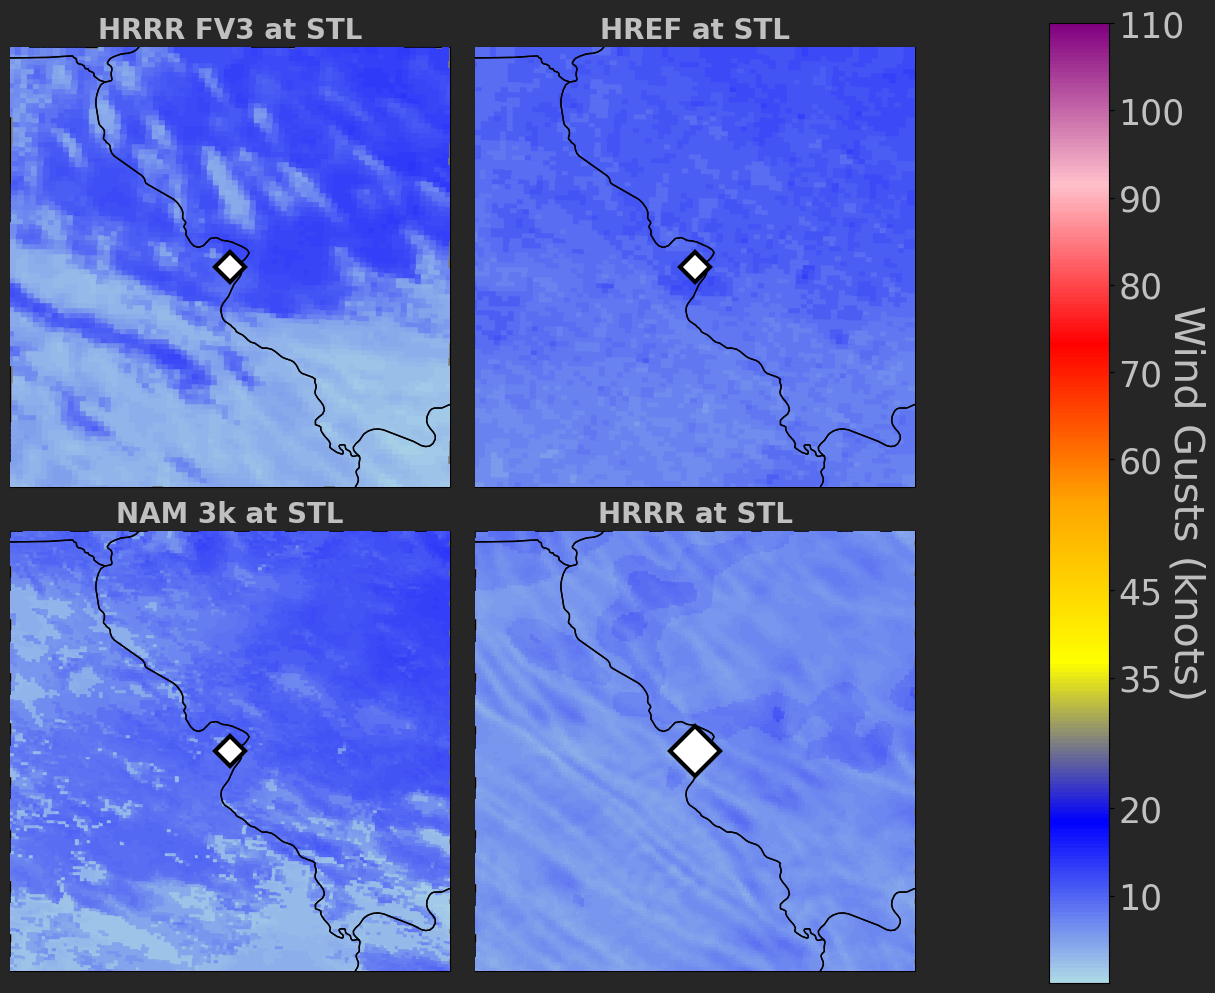 HRRR FV3 at STL
HREF at STL
NAM 3k at STL
HRRR at STL
110
100
90
80
70
60
45
35
20
10
Wind Gusts (knots)